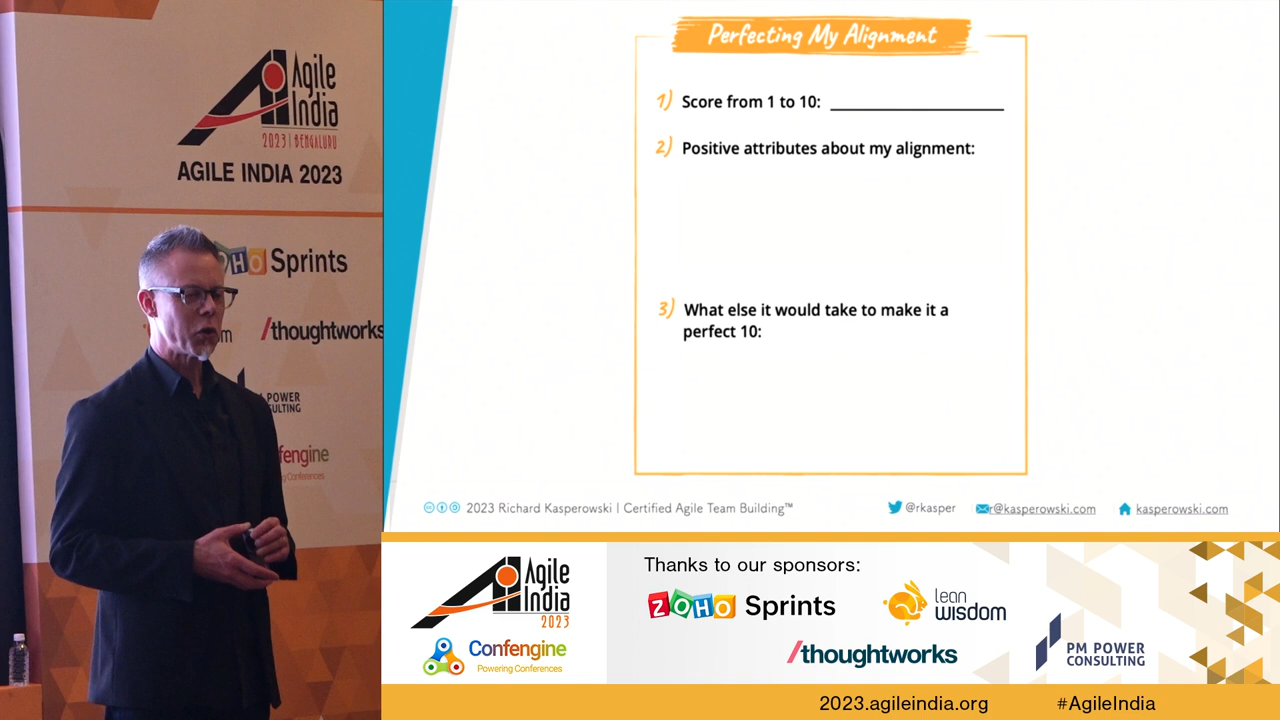 Agile
India
2023 | BENGALURU
AGILE INDIA 2023
ZOHO Sprints
/thoughtworks
POWER
Perfecting My Alignment
1) Score from 1 to 10:
2) Positive attributes about my alignment:
3) What else it would take to make it a
perfect 10:
2023 Richard Kasperowski | Certified Agile Team Building™
@rkasper
r@kasperowski.com
kasperowski.com
Agile
India
2023
Confengine
Powering Conferences
Thanks to our sponsors:
ZOHO Sprints
lean
wisdom
/thoughtworks
PM POWER
CONSULTING
2023.agileindia.org
#AgileIndia